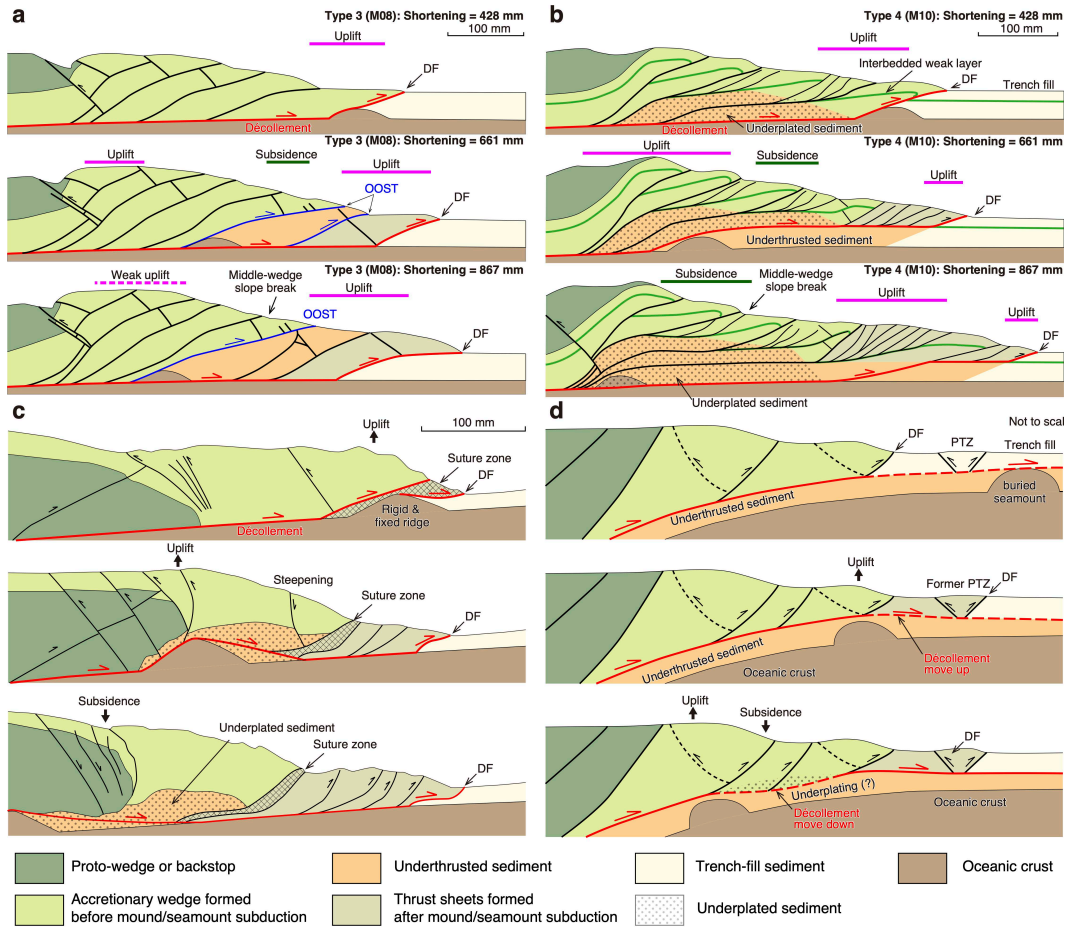 a
Type 3 (M08): Shortening = 428 mm
Uplift
100 mm
DF
Décollement
Type 3 (M08): Shortening = 661 mm
Uplift
Subsidence
Uplift
OOST
DF
Type 3 (M08): Shortening = 867 mm
Weak uplift
Middle-wedge
slope break
Uplift
OOST
DF
b
Type 4 (M10): Shortening = 428 mm
Uplift
100 mm
Interbedded weak layer
DF
Trench fill
Décollement
Underplated sediment
Type 4 (M10): Shortening = 661 mm
Uplift
Subsidence
Uplift
DF
Underthrusted sediment
Type 4 (M10): Shortening = 867 mm
Subsidence
Middle-wedge
slope break
Uplift
Uplift
DF
Underplated sediment
c
Uplift
100 mm
Suture zone
DF
Rigid &
fixed ridge
Décollement
Uplift
Steepening
Suture zone
DF
Subsidence
Underplated sediment
Suture zone
DF
d
Not to scal
DF
PTZ
Trench fill
buried
seamount
Underthrusted sediment
Uplift
Former PTZ
DF
Underthrusted sediment
Décollement
move up
Oceanic crust
Uplift
Subsidence
DF
Underplating (?)
Oceanic crust
Décollement
move down
Proto-wedge or backstop
Underthrusted sediment
Trench-fill sediment
Oceanic crust
Accretionary wedge formed
before mound/seamount subduction
Thrust sheets formed
after mound/seamount subduction
Underplated sediment